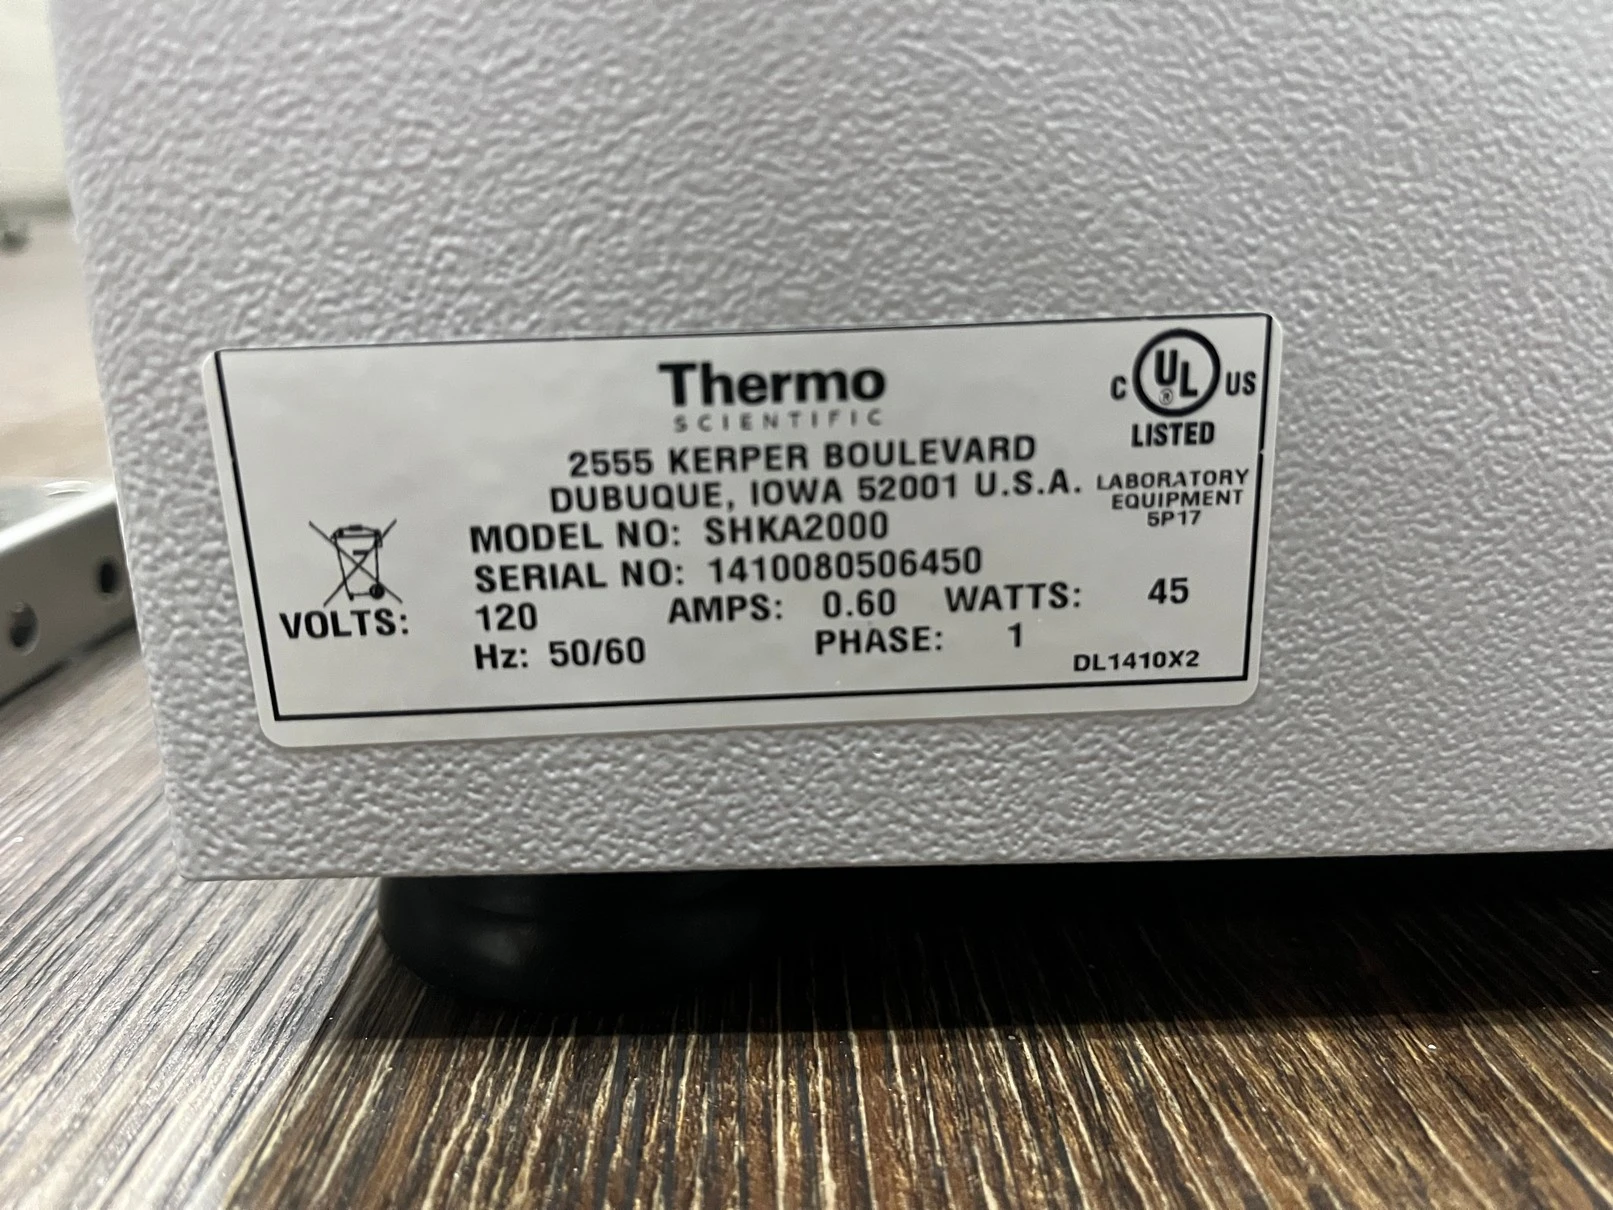 Thermo
SCIENTIFIC
C UL® US
LISTED
2555 KERPER BOULEVARD
DUBUQUE, IOWA 52001 U.S.A.
LABORATORY
EQUIPMENT
5P17
MODEL NO: SHKA2000
SERIAL NO: 1410080506450
VOLTS: 120 AMPS: 0.60 WATTS: 45
Hz: 50/60 PHASE: 1
DL1410X2